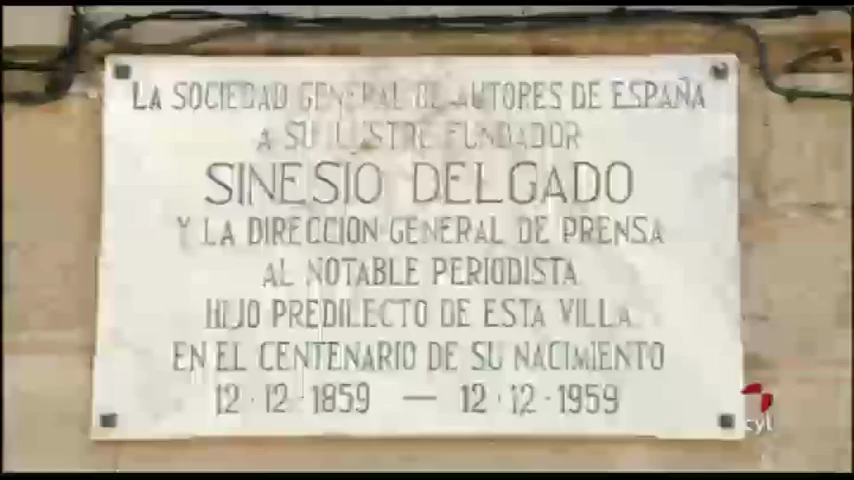 LA SOCIEDAD GENERAL DE AUTORES DE ESPAÑA
A SU ILUSTRE FUNDADOR
SINESIO DELGADO
Y LA DIRECCION GENERAL DE PRENSA
AL NOTABLE PERIODISTA
HIJO PREDILECTO DE ESTA VILLA
EN EL CENTENARIO DE SU NACIMIENTO
12·12·1859 — 12·12·1959
cyl